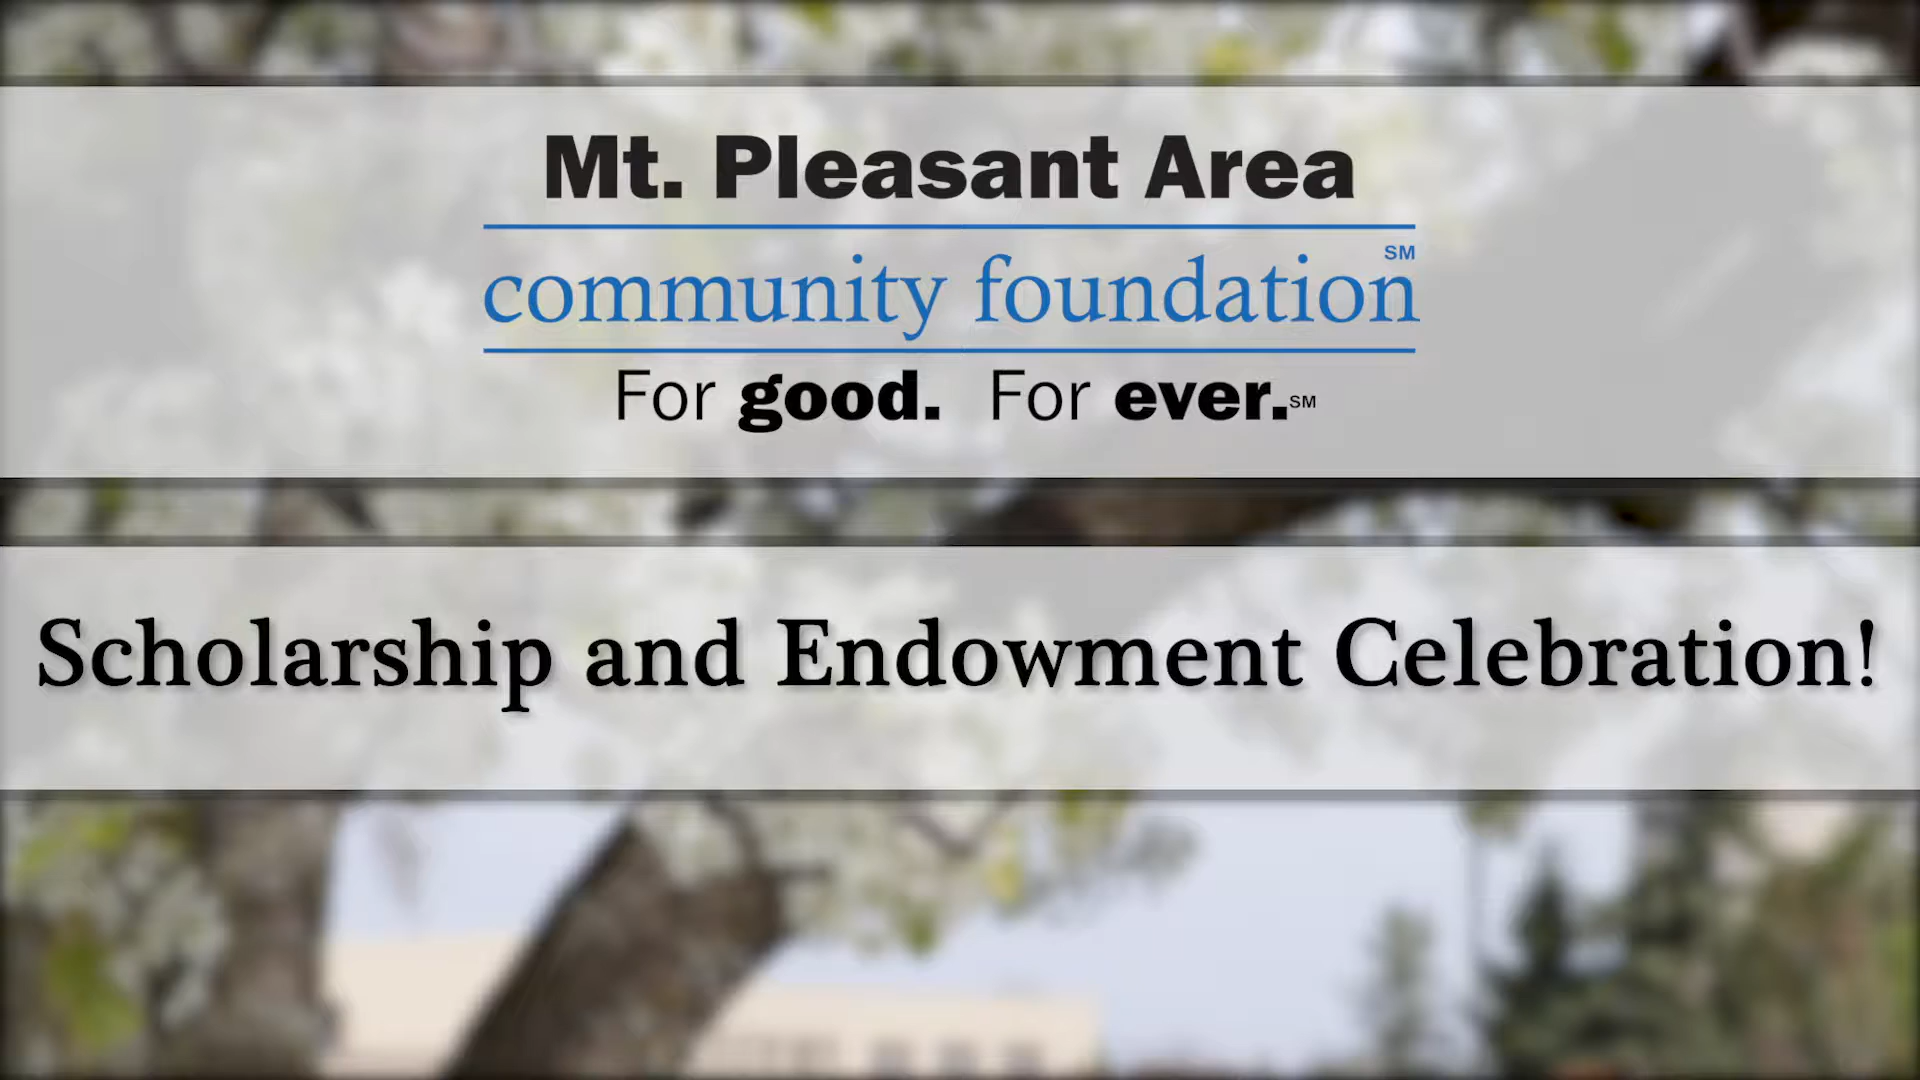 Mt. Pleasant Area
community foundation SM
For good. For ever. SM
Scholarship and Endowment Celebration!